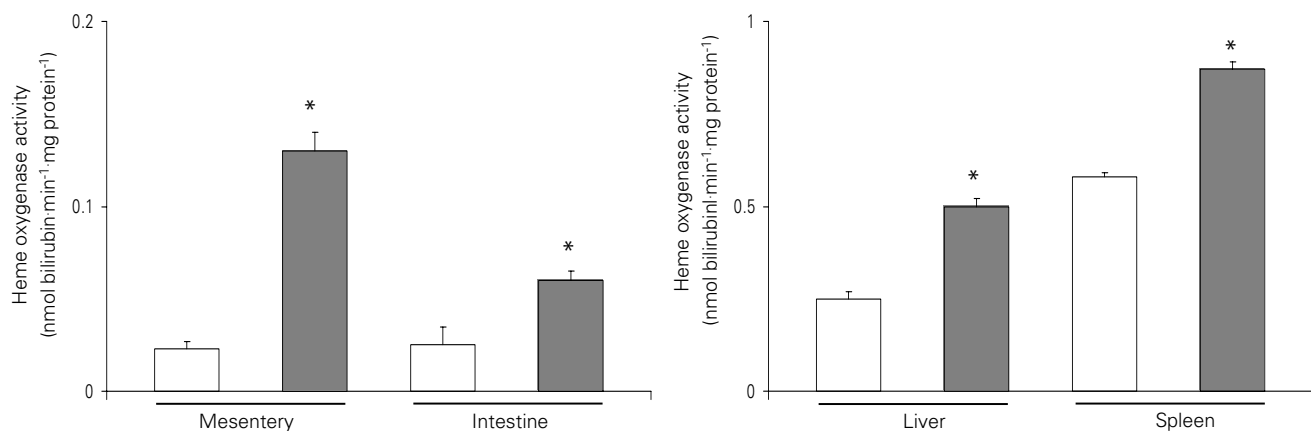 Heme oxygenase activity
(nmol bilirubin·min⁻¹·mg protein⁻¹)
0.2
0.1
0
*
*
Mesentery
Intestine
Heme oxygenase activity
(nmol bilirubinl·min⁻¹·mg protein⁻¹)
1
0.5
0
*
*
Liver
Spleen